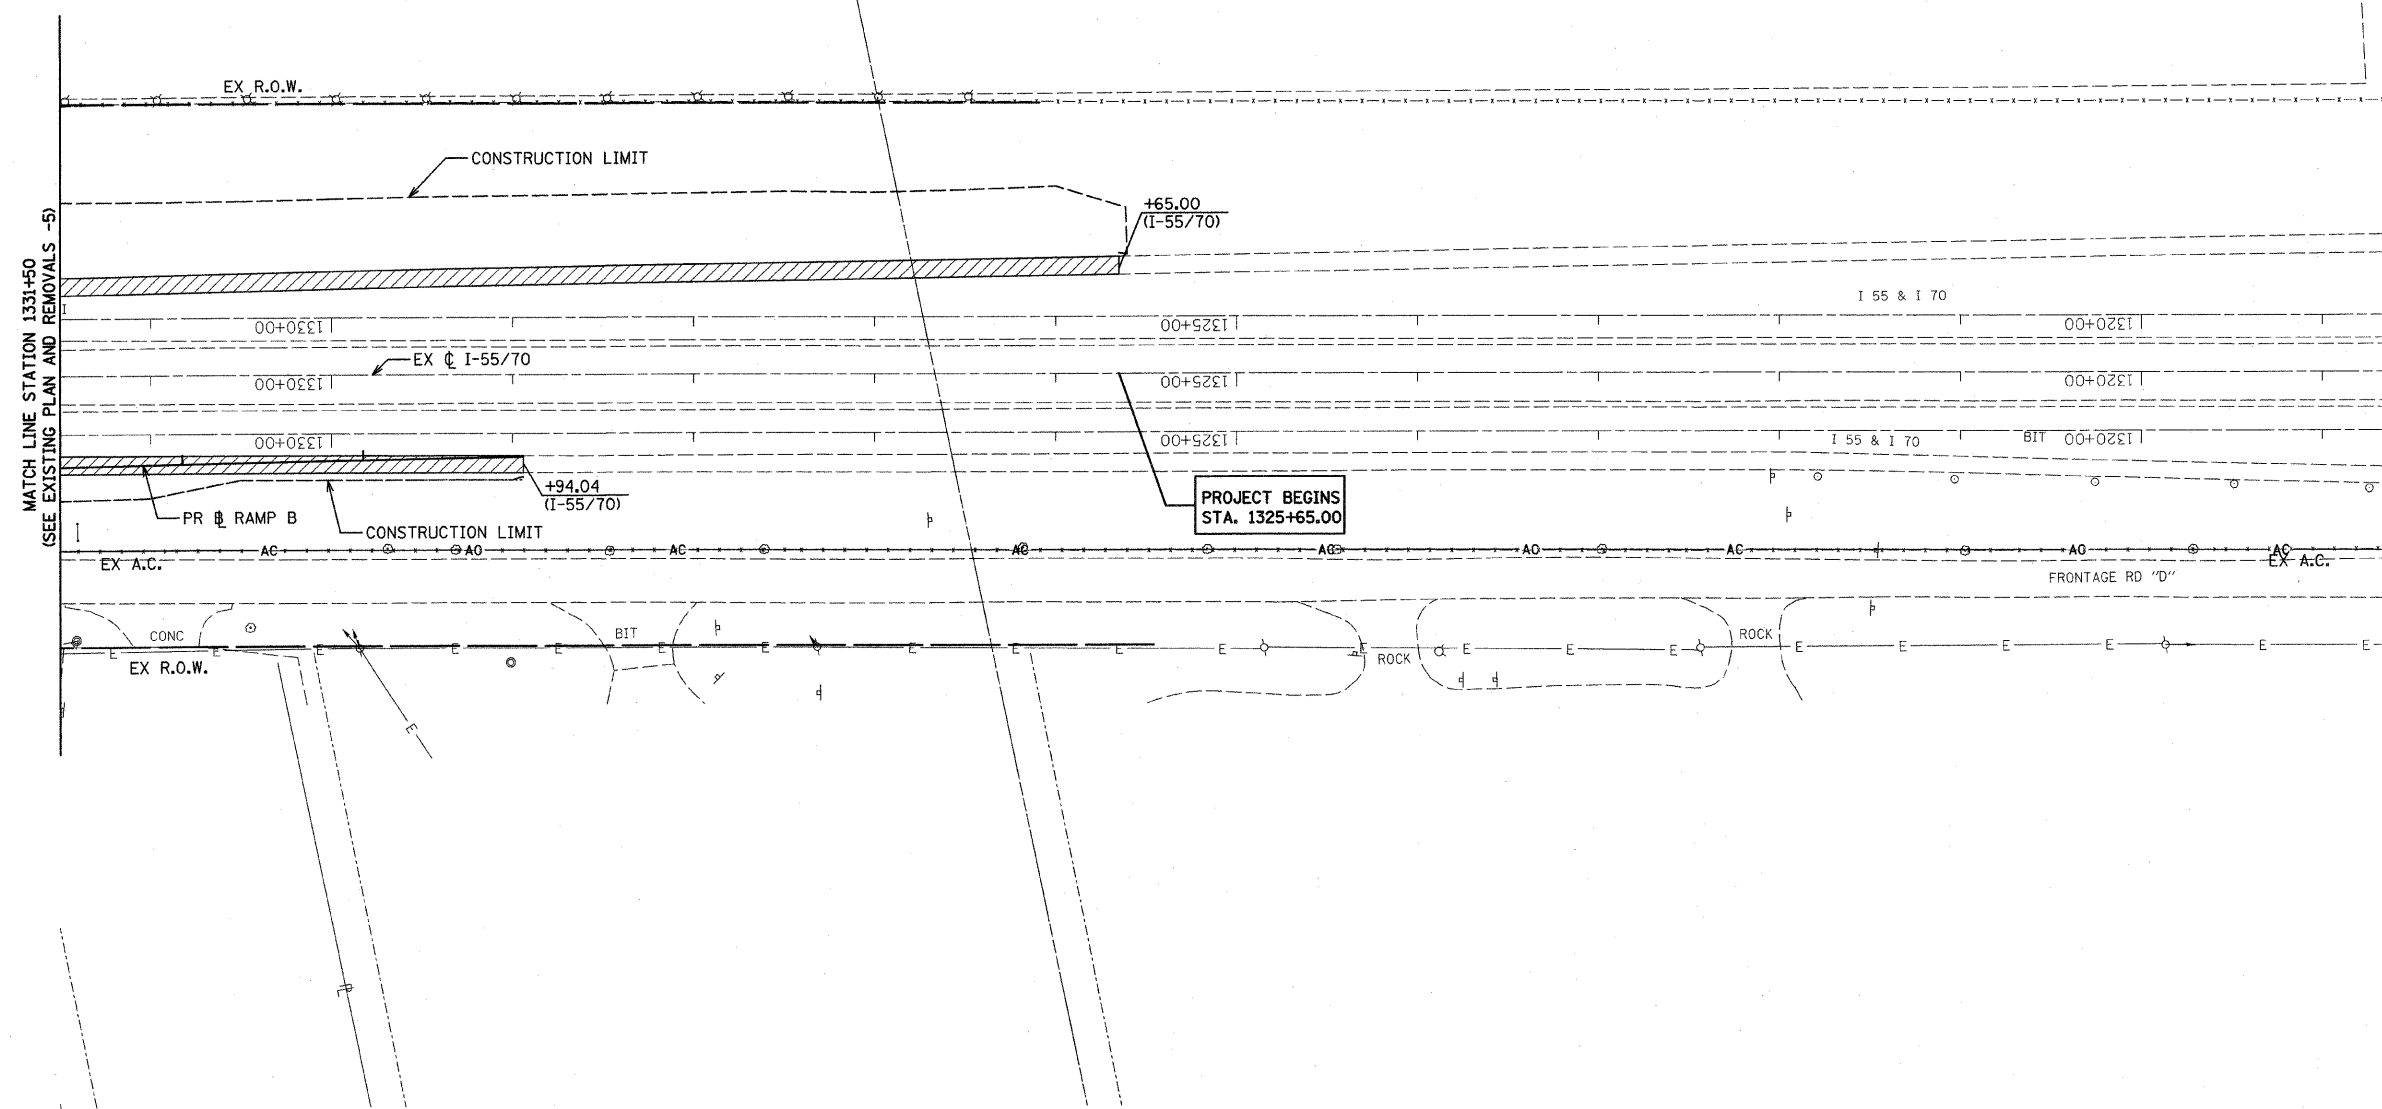 EX R.O.W.
CONSTRUCTION LIMIT
+65.00
(I-55/70)
MATCH LINE STATION 1331+50
(SEE EXISTING PLAN AND REMOVALS -5)
I 55 & I 70
1330+00
1325+00
1320+00
EX ℄ I-55/70
1330+00
1325+00
1320+00
1330+00
1325+00
I 55 & I 70
BIT
1320+00
+94.04
(I-55/70)
PROJECT BEGINS
STA. 1325+65.00
PR B̲L RAMP B
CONSTRUCTION LIMIT
AC AC AC AC AC AC AC AC AC
EX A.C.
EX A.C.
FRONTAGE RD "D"
CONC
BIT
ROCK
E E E E E E E E E E E E E E E E E E E E E E E
EX R.O.W.
ROCK
E
PL